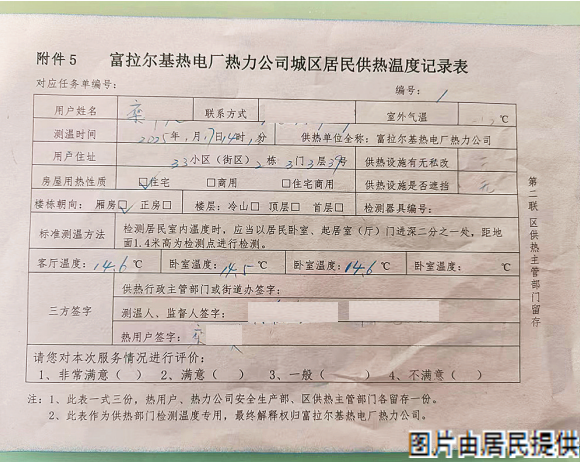 附件5 富拉尔基热电厂热力公司城区居民供热温度记录表
对应任务单编号： 编号：1
用户姓名 栾 联系方式 室外气温 ℃
测温时间 2025年1月17日14时1分 供热单位全称：富拉尔基热电厂热力公司
用户住址 33小区（街区）2栋3门3层 号 供热设施有无私改 无
房屋用热性质 ☑住宅 □商用 □住宅商用 供热设施是否遮挡 无
楼栋朝向：厢房☑ 正房□ 楼层：冷山□ 顶层□ 首层□ 检测器具编号：
标准测温方法 检测居民室内温度时，应当以居民卧室、起居室（厅）门进深二分之一处，距地
面1.4米高为检测点进行检测。
客厅温度：14.6℃ 卧室温度：14.5℃ 卧室温度：14.6℃ 卧室温度： ℃
三方签字 供热行政主管部门或街道办签字：
测温人、监督人签字：
热用户签字：栾
请您对本次服务情况进行评价：
1、非常满意（ ） 2、满意（ ） 3、一般（ ） 4、不满意（ ）
注：1、此表一式三份，热用户、热力公司安全生产部、区供热主管部门各留存一份。
2、此表作为供热部门检测温度专用，最终解释权归富拉尔基热电厂热力公司。
第二联 区供热主管部门留存
图片由居民提供